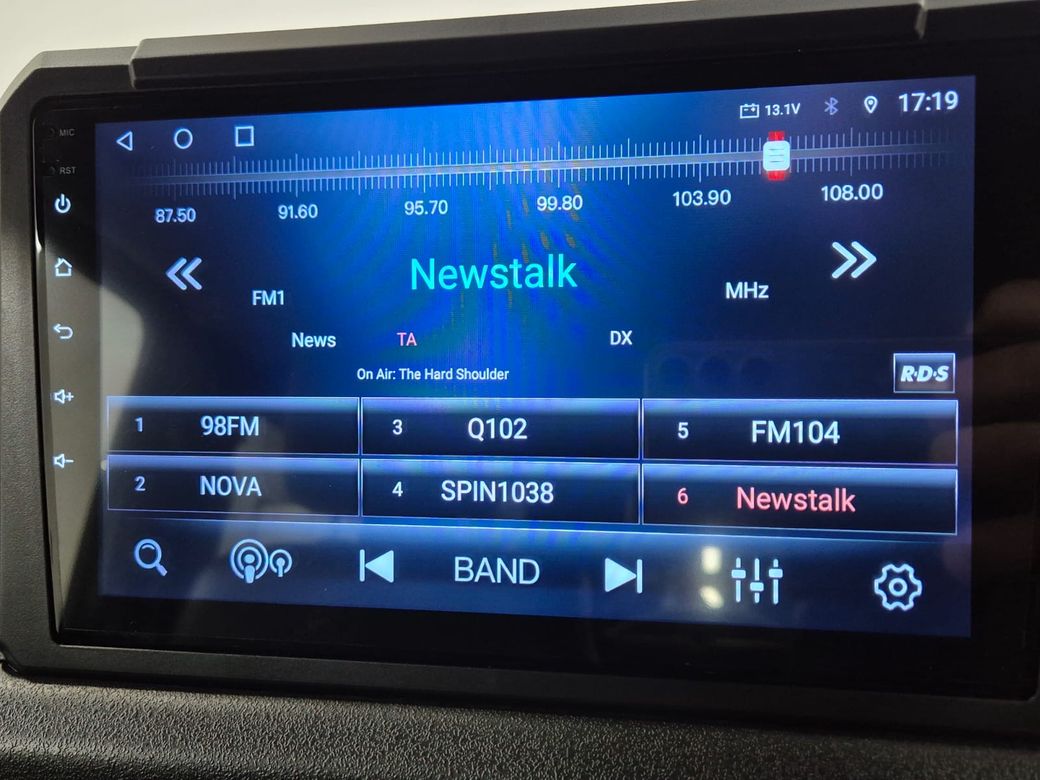 MIC
13.1V 17:19
RST
87.50 91.60 95.70 99.80 103.90 108.00
Newstalk
FM1 MHz
News TA DX
On Air: The Hard Shoulder
R·D·S
1 98FM 3 Q102 5 FM104
2 NOVA 4 SPIN1038 6 Newstalk
BAND